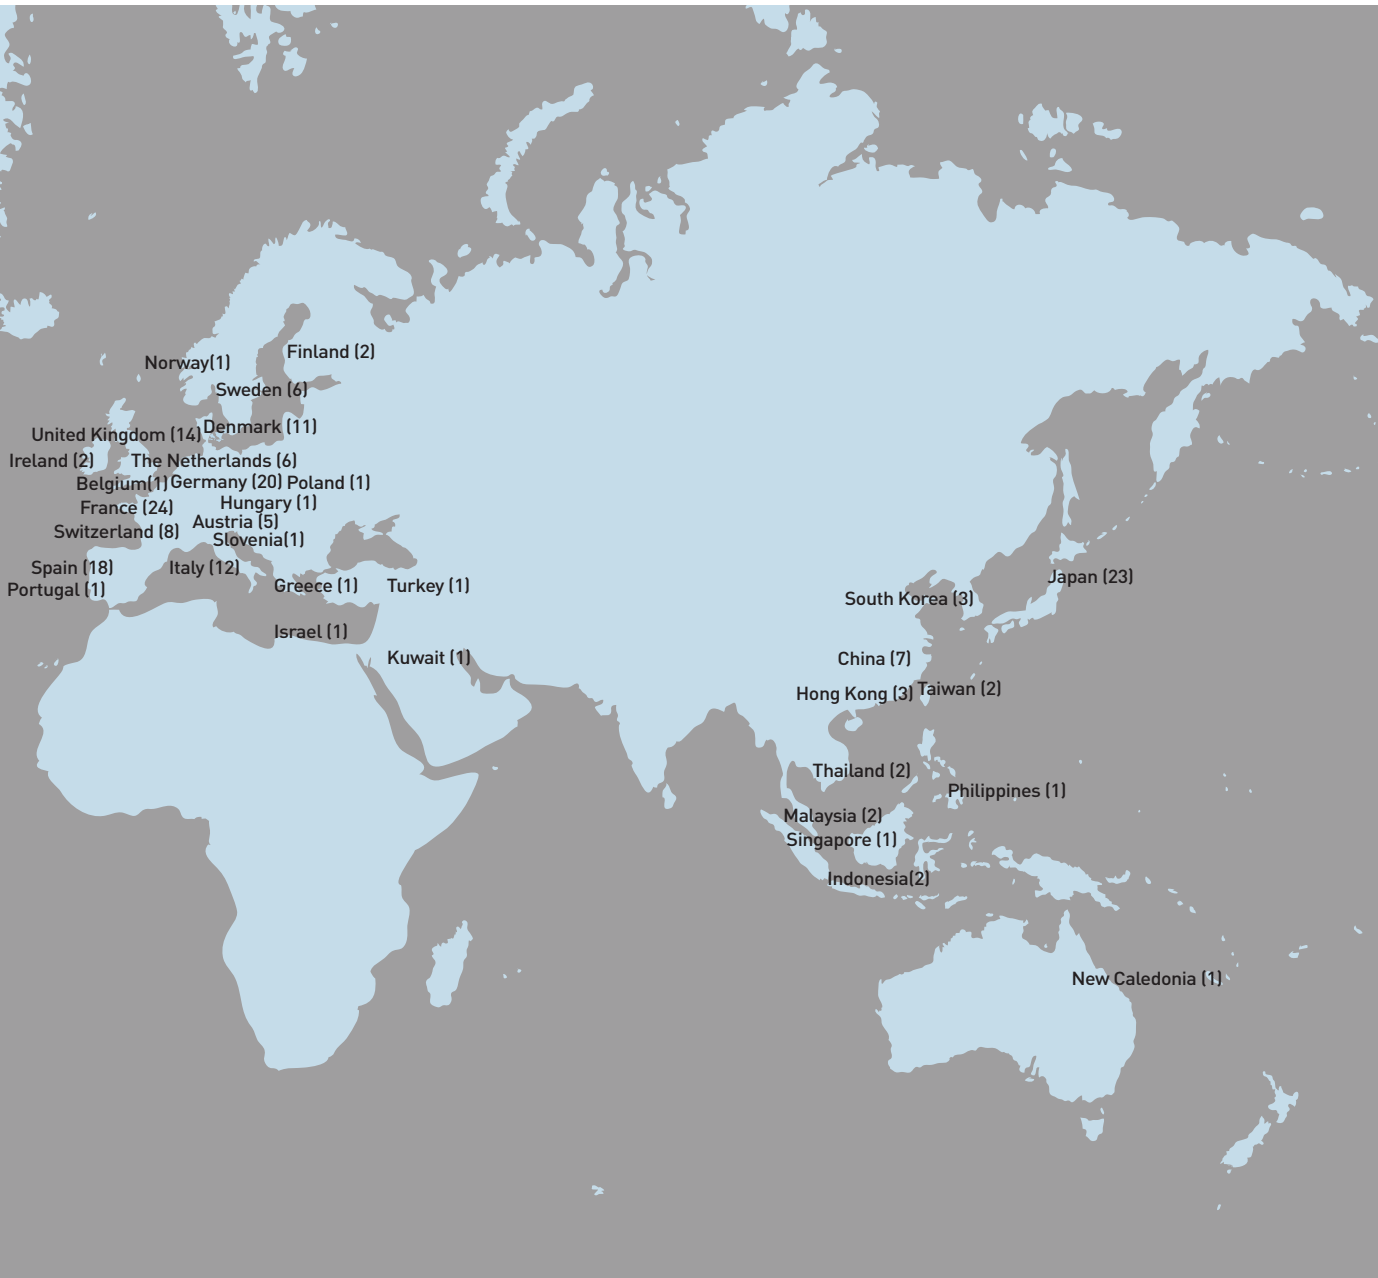 Finland (2)
Norway(1)
Sweden (6)
Denmark (11)
United Kingdom (14)
Ireland (2)
The Netherlands (6)
Belgium(1)
Germany (20)
Poland (1)
Hungary (1)
France (24)
Austria (5)
Switzerland (8)
Slovenia(1)
Spain (18)
Italy (12)
Portugal (1)
Greece (1)
Turkey (1)
Israel (1)
Kuwait (1)
Japan (23)
South Korea (3)
China (7)
Hong Kong (3)
Taiwan (2)
Thailand (2)
Philippines (1)
Malaysia (2)
Singapore (1)
Indonesia(2)
New Caledonia (1)